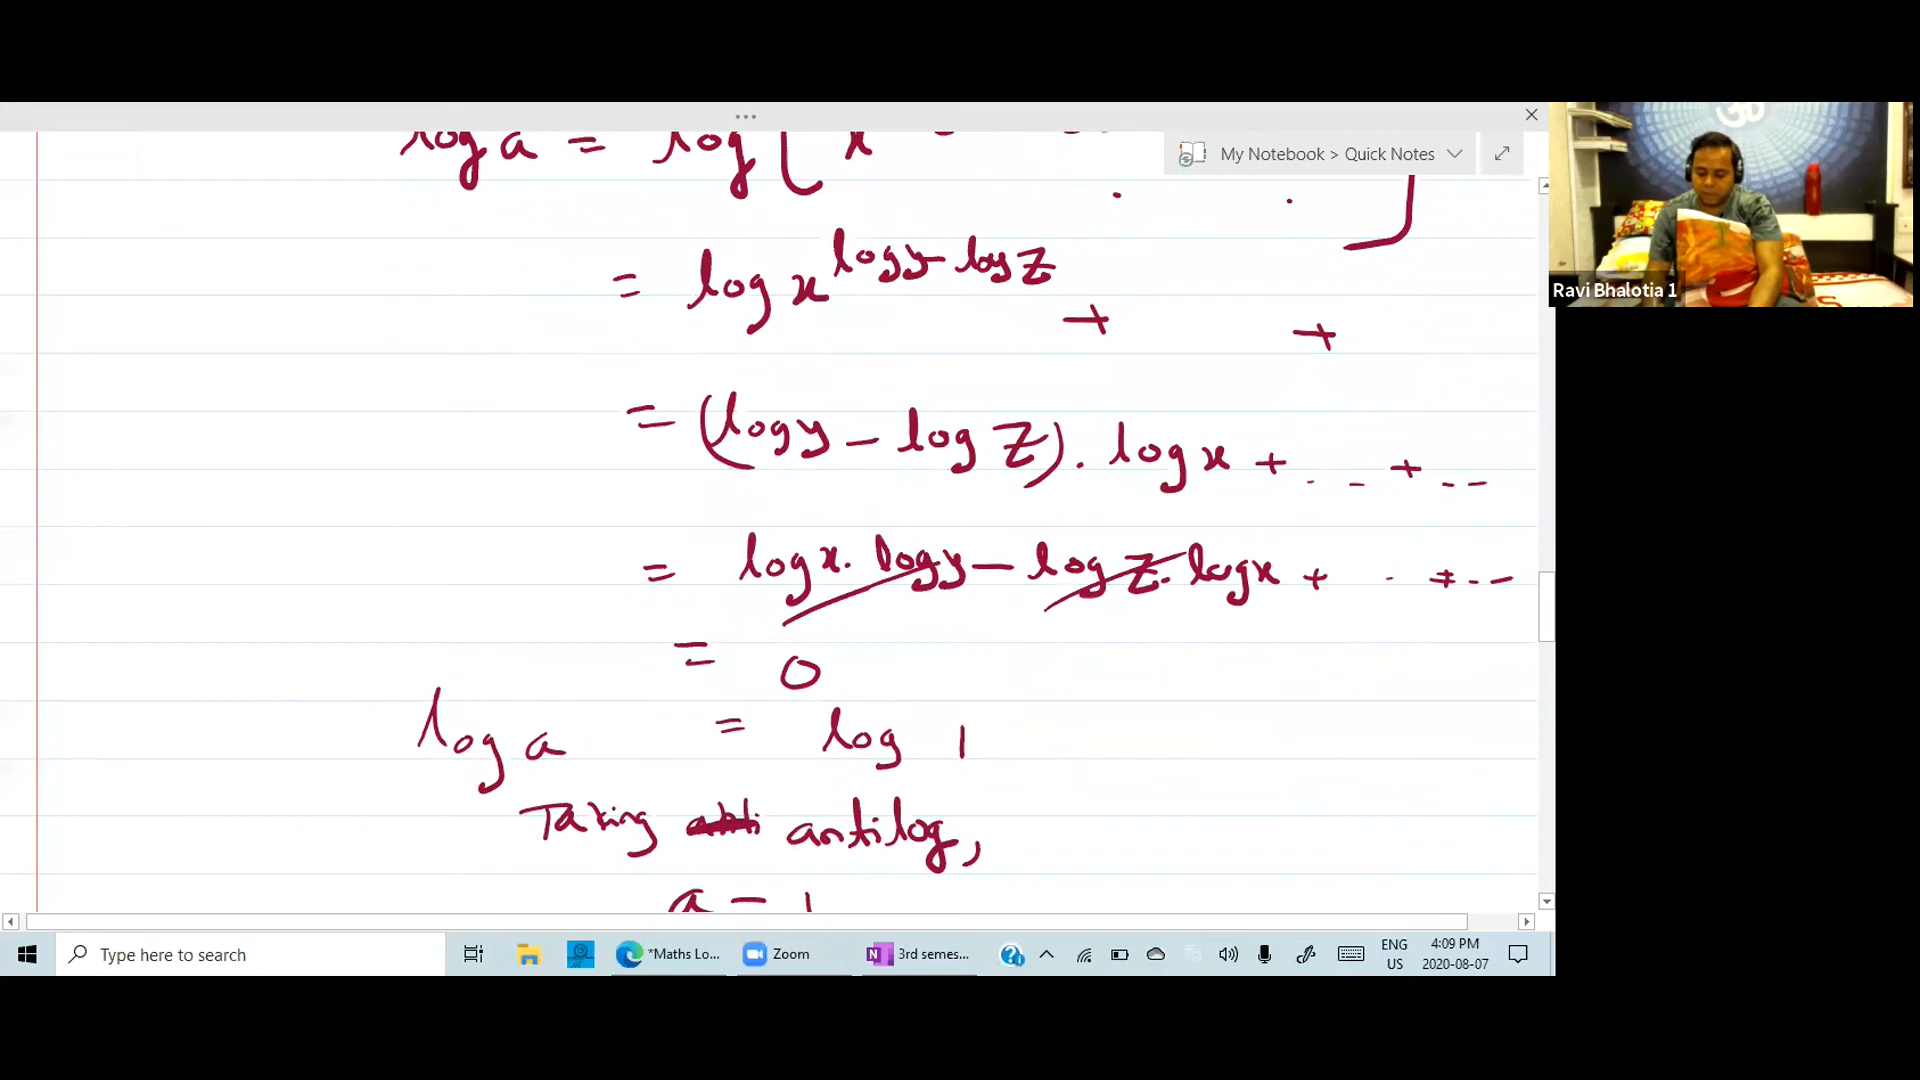 ...
log a = log [ x
My Notebook > Quick Notes
Ravi Bhalotia 1
= log x^{log y - log z} + +
= (log y - log z) . log x + ... + ...
= log x . log y - log z . log x + .. + ...
= 0
log a = log 1
Taking antilog,
a = 1
Type here to search
*Maths Lo...
Zoom
3rd semes...
ENG
US
4:09 PM
2020-08-07